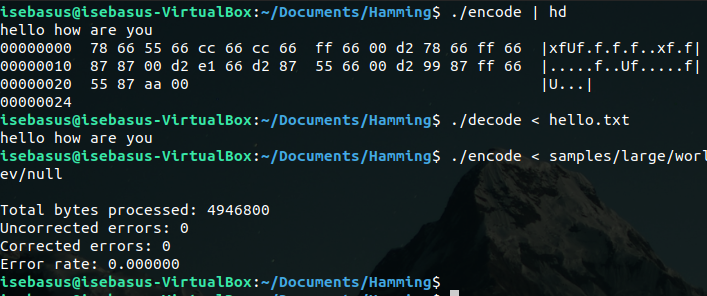 isebasus@isebasus-VirtualBox:~/Documents/Hamming$ ./encode | hd
hello how are you
00000000  78 66 55 66 cc 66 cc 66  ff 66 00 d2 78 66 ff 66  |xfUf.f.f.f..xf.f|
00000010  87 87 00 d2 e1 66 d2 87  55 66 00 d2 99 87 ff 66  |.....f..Uf.....f|
00000020  55 87 aa 00                                       |U...|
00000024
isebasus@isebasus-VirtualBox:~/Documents/Hamming$ ./decode < hello.txt
hello how are you
isebasus@isebasus-VirtualBox:~/Documents/Hamming$ ./encode < samples/large/worl
ev/null
Total bytes processed: 4946800
Uncorrected errors: 0
Corrected errors: 0
Error rate: 0.000000
isebasus@isebasus-VirtualBox:~/Documents/Hamming$
isebasus@isebasus-VirtualBox:~/Documents/Hamming$